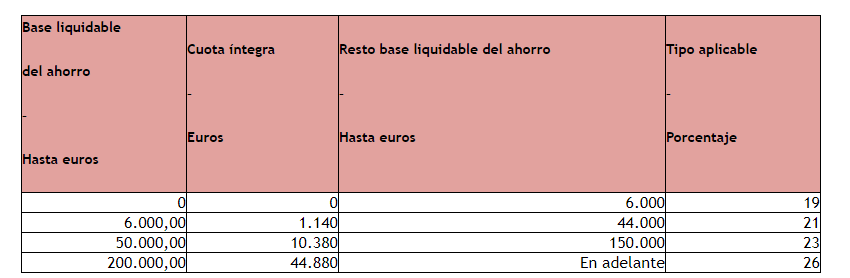 Base liquidable
del ahorro
-
Hasta euros
Cuota íntegra
-
Euros
Resto base liquidable del ahorro
-
Hasta euros
Tipo aplicable
-
Porcentaje
0 0 6.000 19
6.000,00 1.140 44.000 21
50.000,00 10.380 150.000 23
200.000,00 44.880 En adelante 26